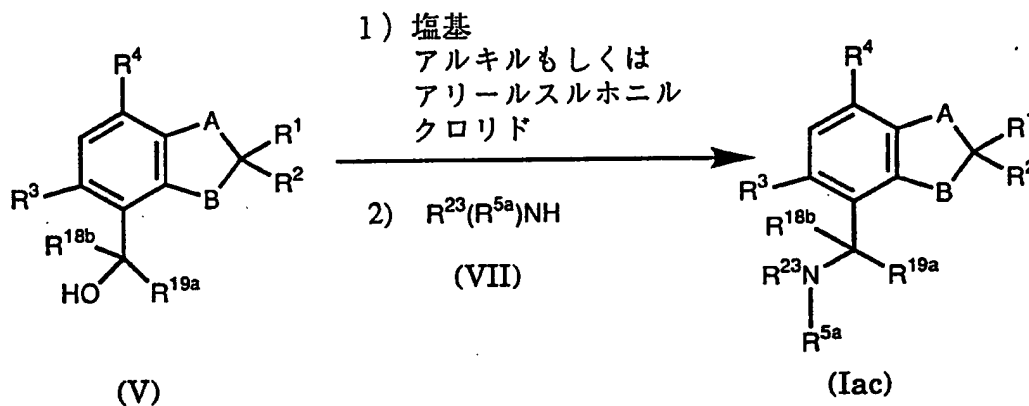 1) 塩基
アルキルもしくは
アリールスルホニル
クロリド
2) R²³(R⁵ᵃ)NH
(VII)
R⁴
A
R¹
R²
B
R³
R¹⁸ᵇ
HO
R¹⁹ᵃ
(V)
R⁴
A
R¹
R²
B
R³
R¹⁸ᵇ
R²³N
R¹⁹ᵃ
R⁵ᵃ
(Iac)